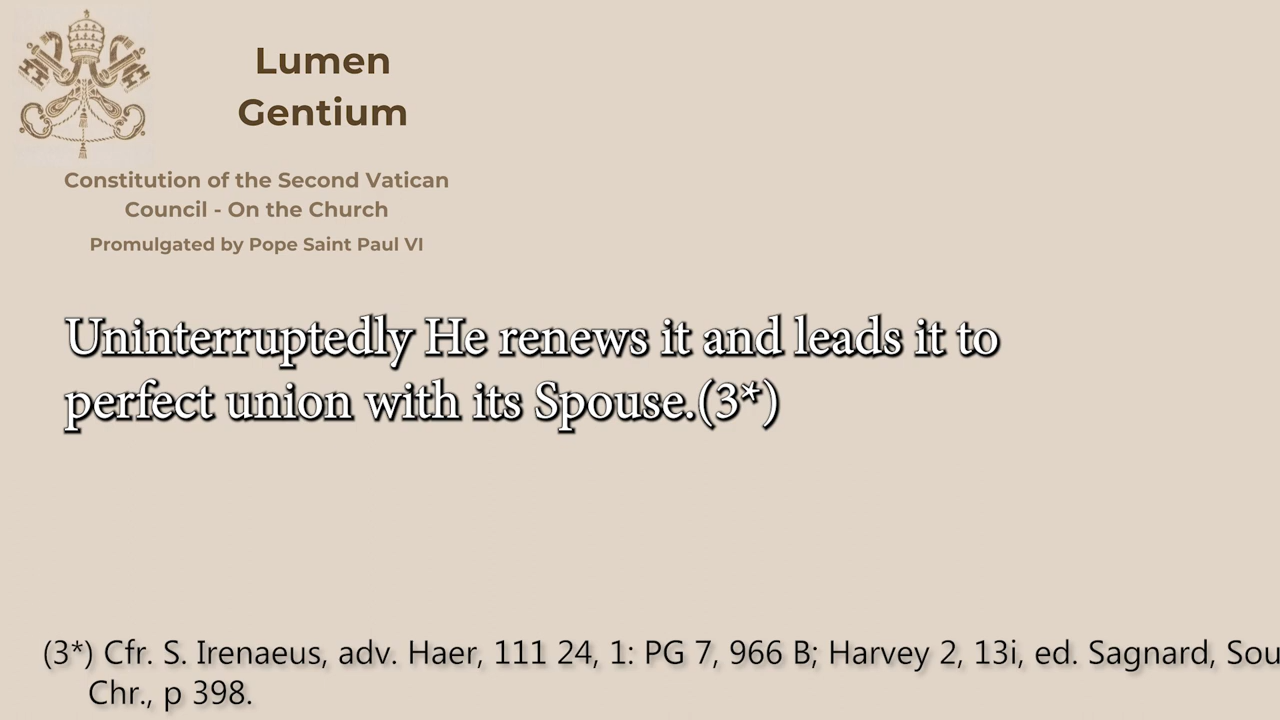 Lumen
Gentium
Constitution of the Second Vatican
Council - On the Church
Promulgated by Pope Saint Paul VI
Uninterruptedly He renews it and leads it to
perfect union with its Spouse.(3*)
(3*) Cfr. S. Irenaeus, adv. Haer, 111 24, 1: PG 7, 966 B; Harvey 2, 13i, ed. Sagnard, Sou
Chr., p 398.